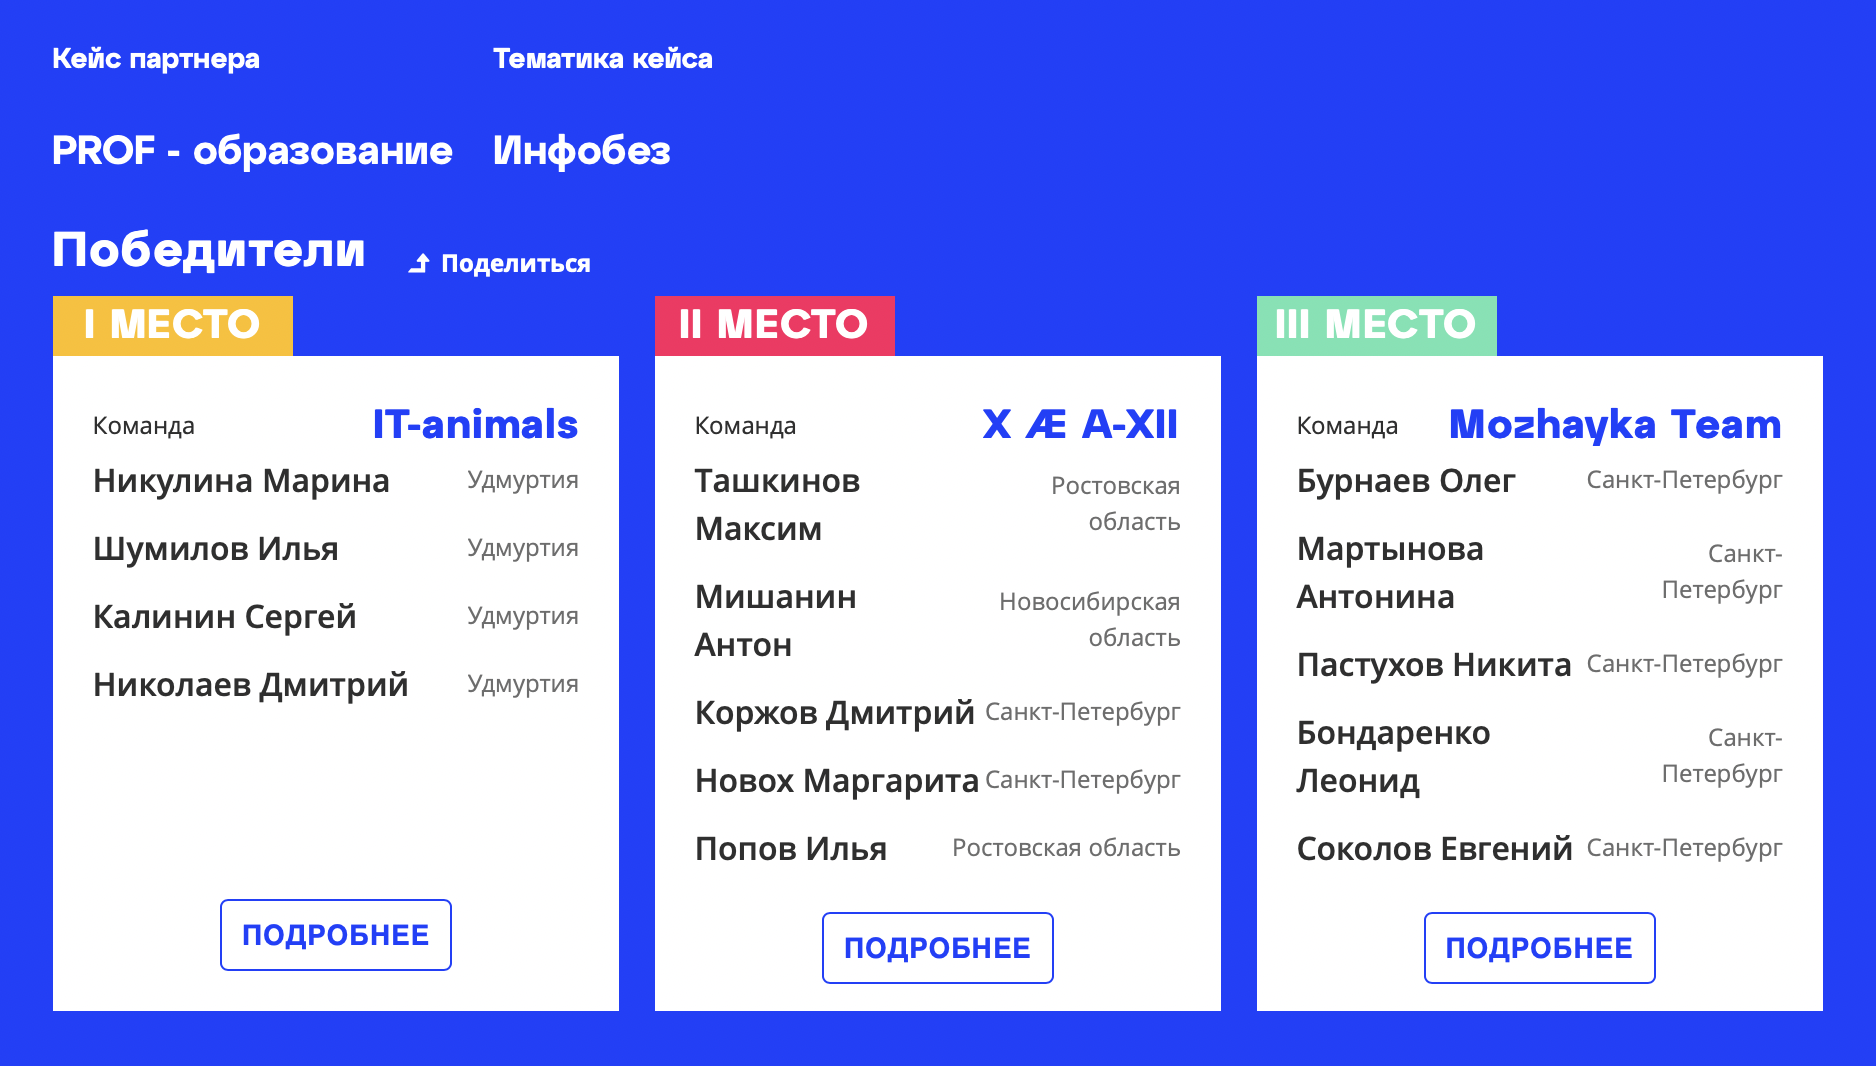 Кейс партнера
Тематика кейса
PROF - образование
Инфобез
Победители
Поделиться
I МЕСТО
Команда
IT-animals
Никулина Марина
Удмуртия
Шумилов Илья
Удмуртия
Калинин Сергей
Удмуртия
Николаев Дмитрий
Удмуртия
ПОДРОБНЕЕ
II МЕСТО
Команда
X Æ A-XII
Ташкинов
Максим
Ростовская
область
Мишанин
Антон
Новосибирская
область
Коржов Дмитрий
Санкт-Петербург
Новох Маргарита
Санкт-Петербург
Попов Илья
Ростовская область
ПОДРОБНЕЕ
III МЕСТО
Команда
Mozhayka Team
Бурнаев Олег
Санкт-Петербург
Мартынова
Антонина
Санкт-
Петербург
Пастухов Никита
Санкт-Петербург
Бондаренко
Леонид
Санкт-
Петербург
Соколов Евгений
Санкт-Петербург
ПОДРОБНЕЕ